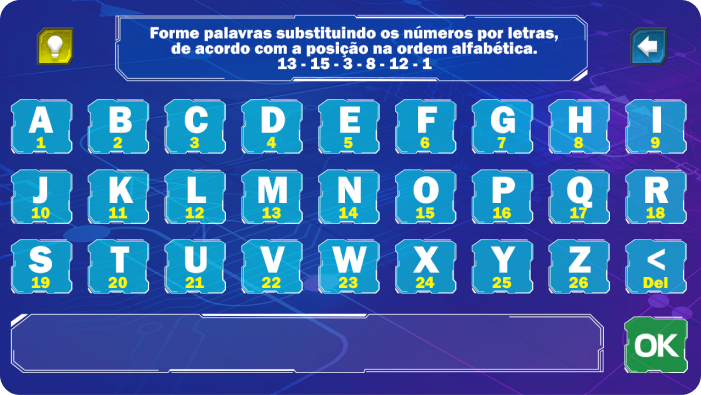 Forme palavras substituindo os números por letras,
de acordo com a posição na ordem alfabética.
13 - 15 - 3 - 8 - 12 - 1
A B C D E F G H I
1 2 3 4 5 6 7 8 9
J K L M N O P Q R
10 11 12 13 14 15 16 17 18
S T U V W X Y Z <
19 20 21 22 23 24 25 26 Del
OK